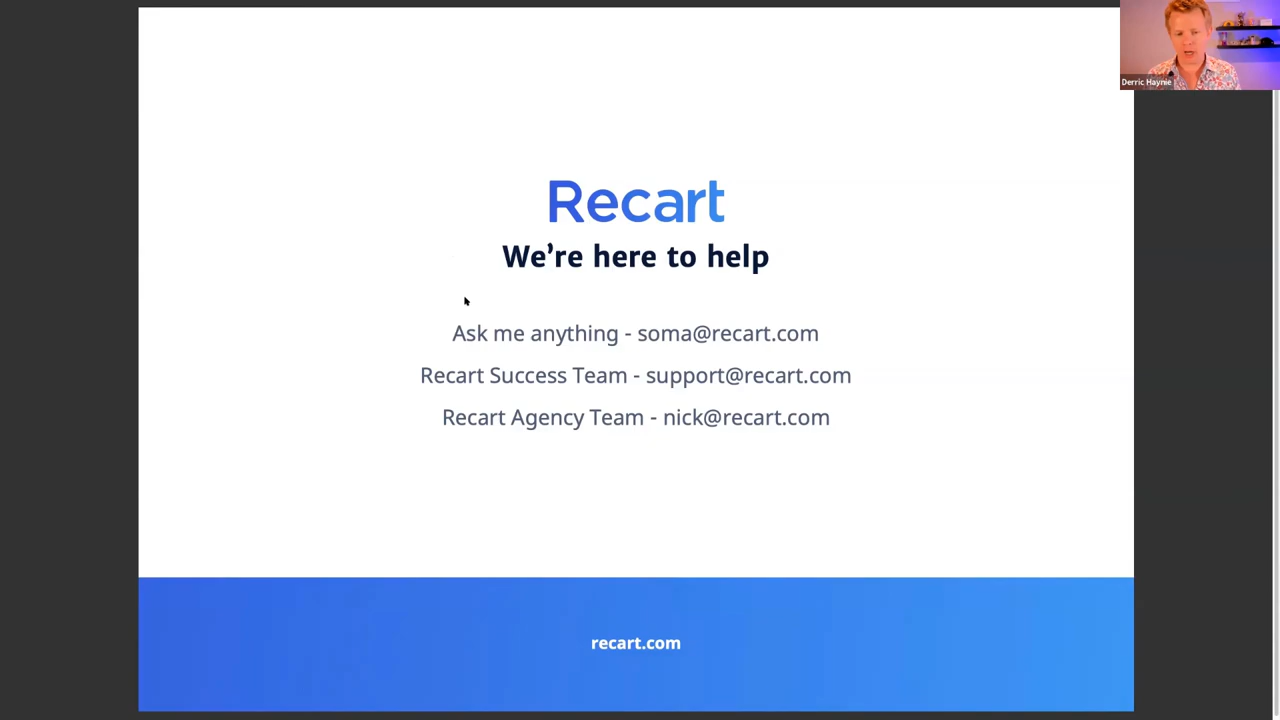 Derric Haynie
Recart
We're here to help
Ask me anything - soma@recart.com
Recart Success Team - support@recart.com
Recart Agency Team - nick@recart.com
recart.com